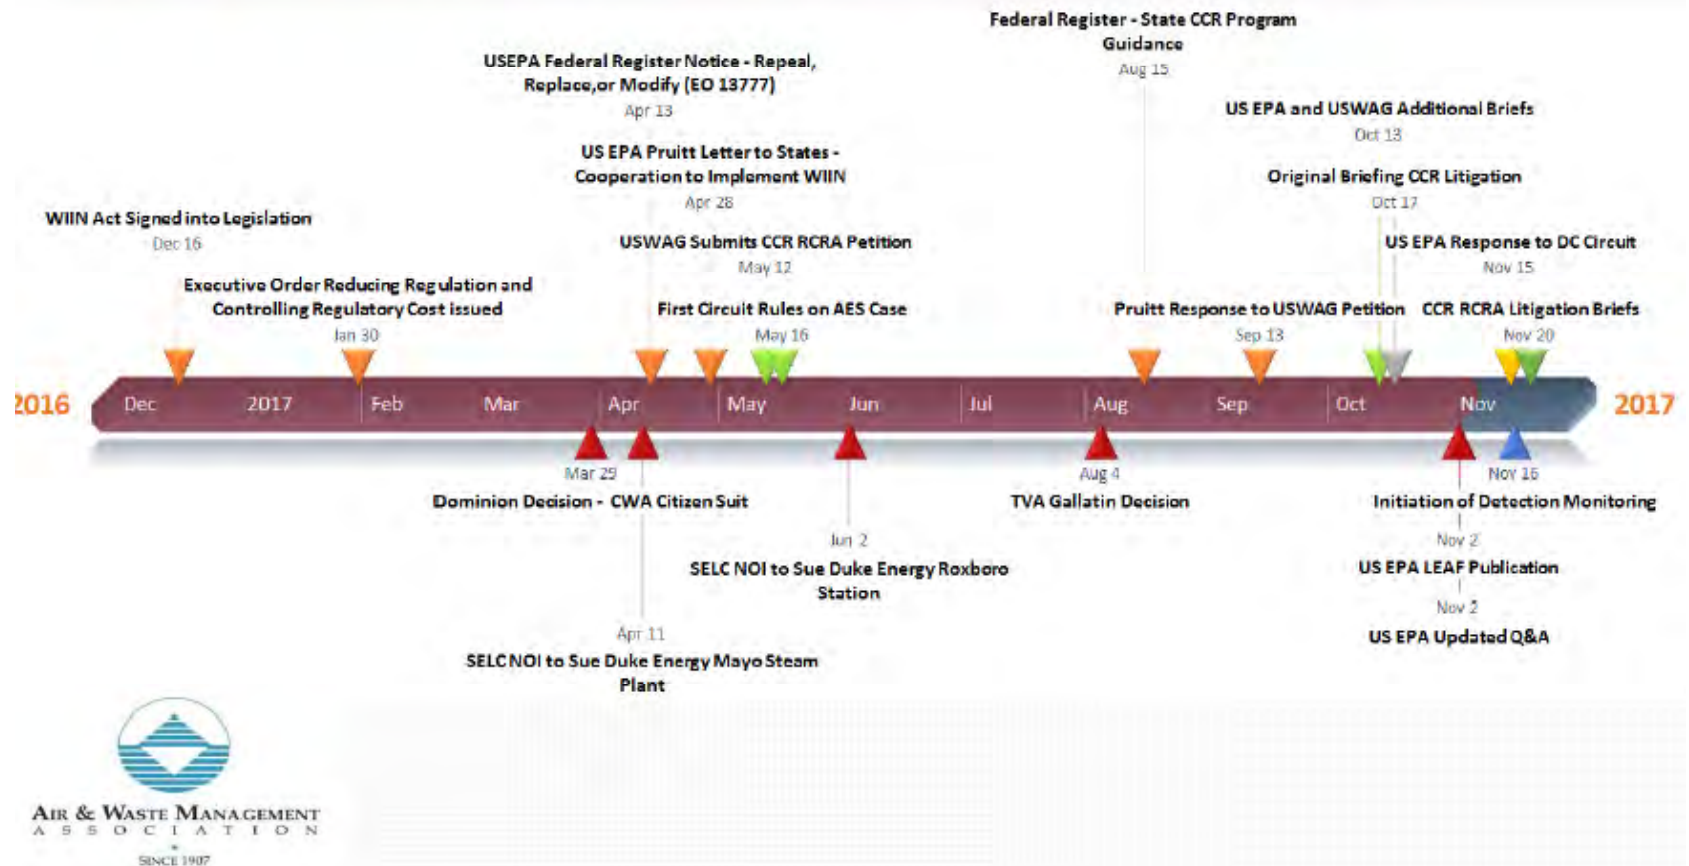 Federal Register - State CCR Program
Guidance
Aug 15
USEPA Federal Register Notice - Repeal,
Replace,or Modify (EO 13777)
Apr 13
US EPA and USWAG Additional Briefs
Oct 13
US EPA Pruitt Letter to States -
Cooperation to Implement WIIN
Apr 28
Original Briefing CCR Litigation
Oct 17
WIIN Act Signed into Legislation
Dec 16
USWAG Submits CCR RCRA Petition
May 12
US EPA Response to DC Circuit
Nov 15
Executive Order Reducing Regulation and
Controlling Regulatory Cost issued
Jan 30
First Circuit Rules on AES Case
May 16
Pruitt Response to USWAG Petition
Sep 13
CCR RCRA Litigation Briefs
Nov 20
2016
Dec
2017
Feb
Mar
Apr
May
Jun
Jul
Aug
Sep
Oct
Nov
2017
Mar 29
Dominion Decision - CWA Citizen Suit
Aug 4
TVA Gallatin Decision
Nov 16
Initiation of Detection Monitoring
Jun 2
SELC NOI to Sue Duke Energy Roxboro
Station
Nov 2
US EPA LEAF Publication
Nov 2
US EPA Updated Q&A
Apr 11
SELC NOI to Sue Duke Energy Mayo Steam
Plant
AIR & WASTE MANAGEMENT
ASSOCIATION
SINCE 1907